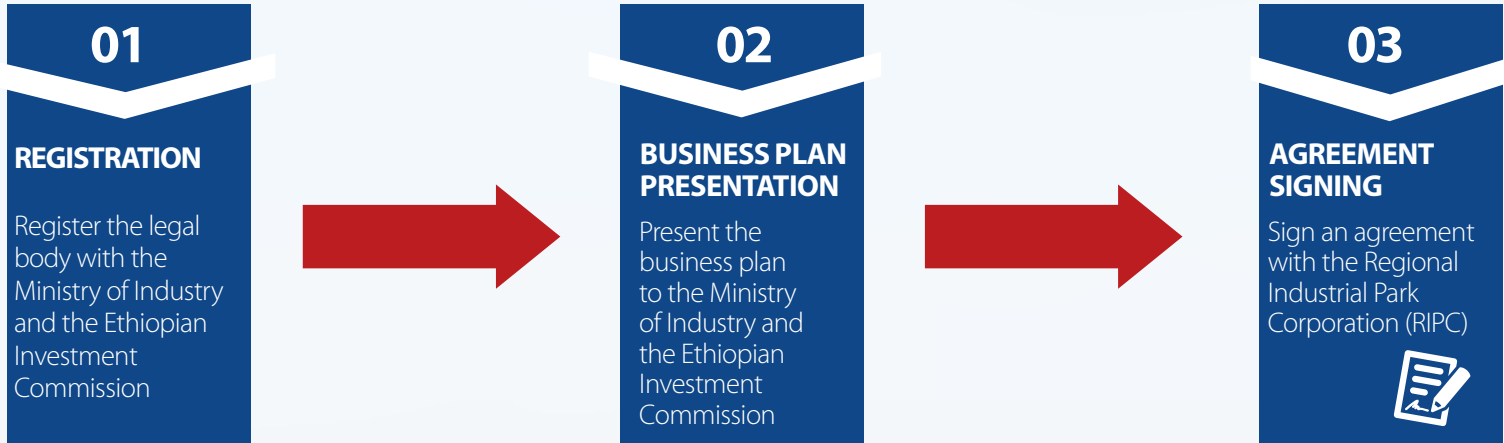 01
REGISTRATION
Register the legal
body with the
Ministry of Industry
and the Ethiopian
Investment
Commission
02
BUSINESS PLAN
PRESENTATION
Present the
business plan
to the Ministry
of Industry and
the Ethiopian
Investment
Commission
03
AGREEMENT
SIGNING
Sign an agreement
with the Regional
Industrial Park
Corporation (RIPC)